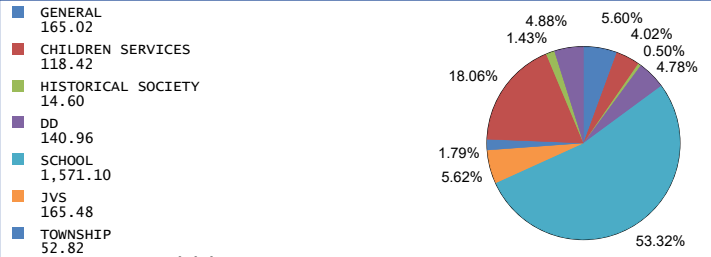 GENERAL
165.02
CHILDREN SERVICES
118.42
HISTORICAL SOCIETY
14.60
DD
140.96
SCHOOL
1,571.10
JVS
165.48
TOWNSHIP
52.82
4.88%
5.60%
1.43%
4.02%
0.50%
4.78%
18.06%
1.79%
5.62%
53.32%